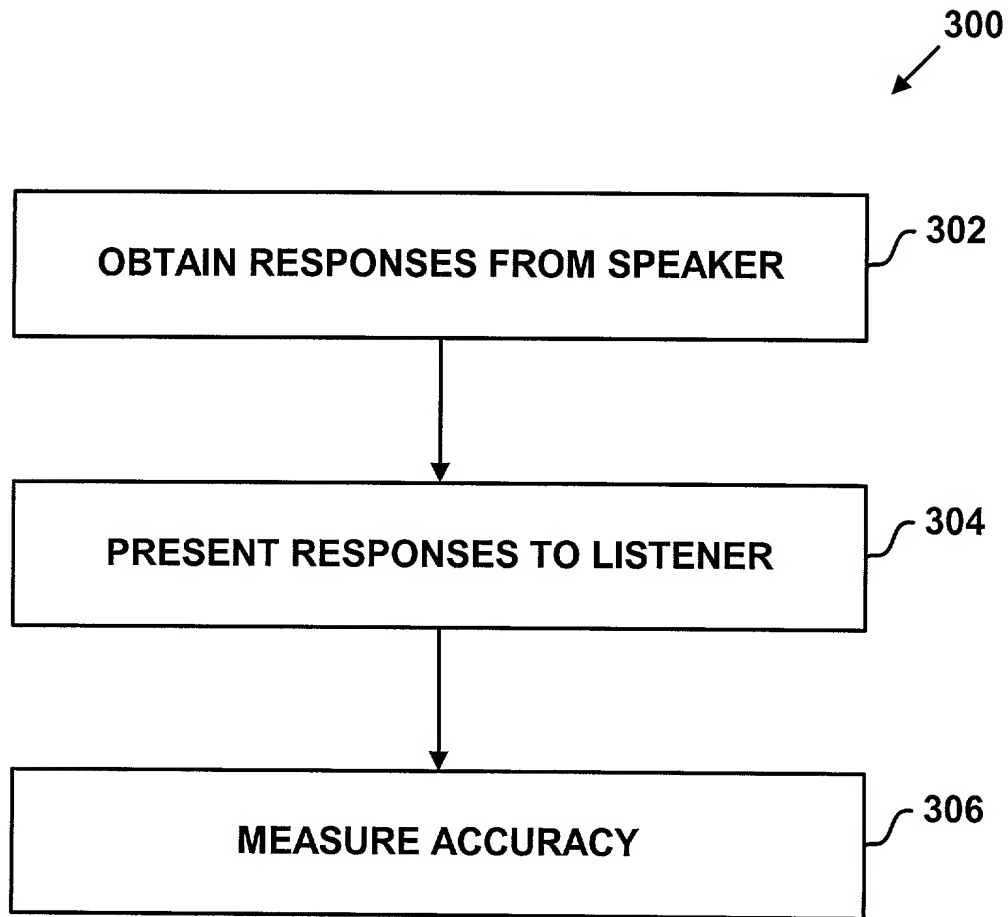 300
OBTAIN RESPONSES FROM SPEAKER
302
PRESENT RESPONSES TO LISTENER
304
MEASURE ACCURACY
306